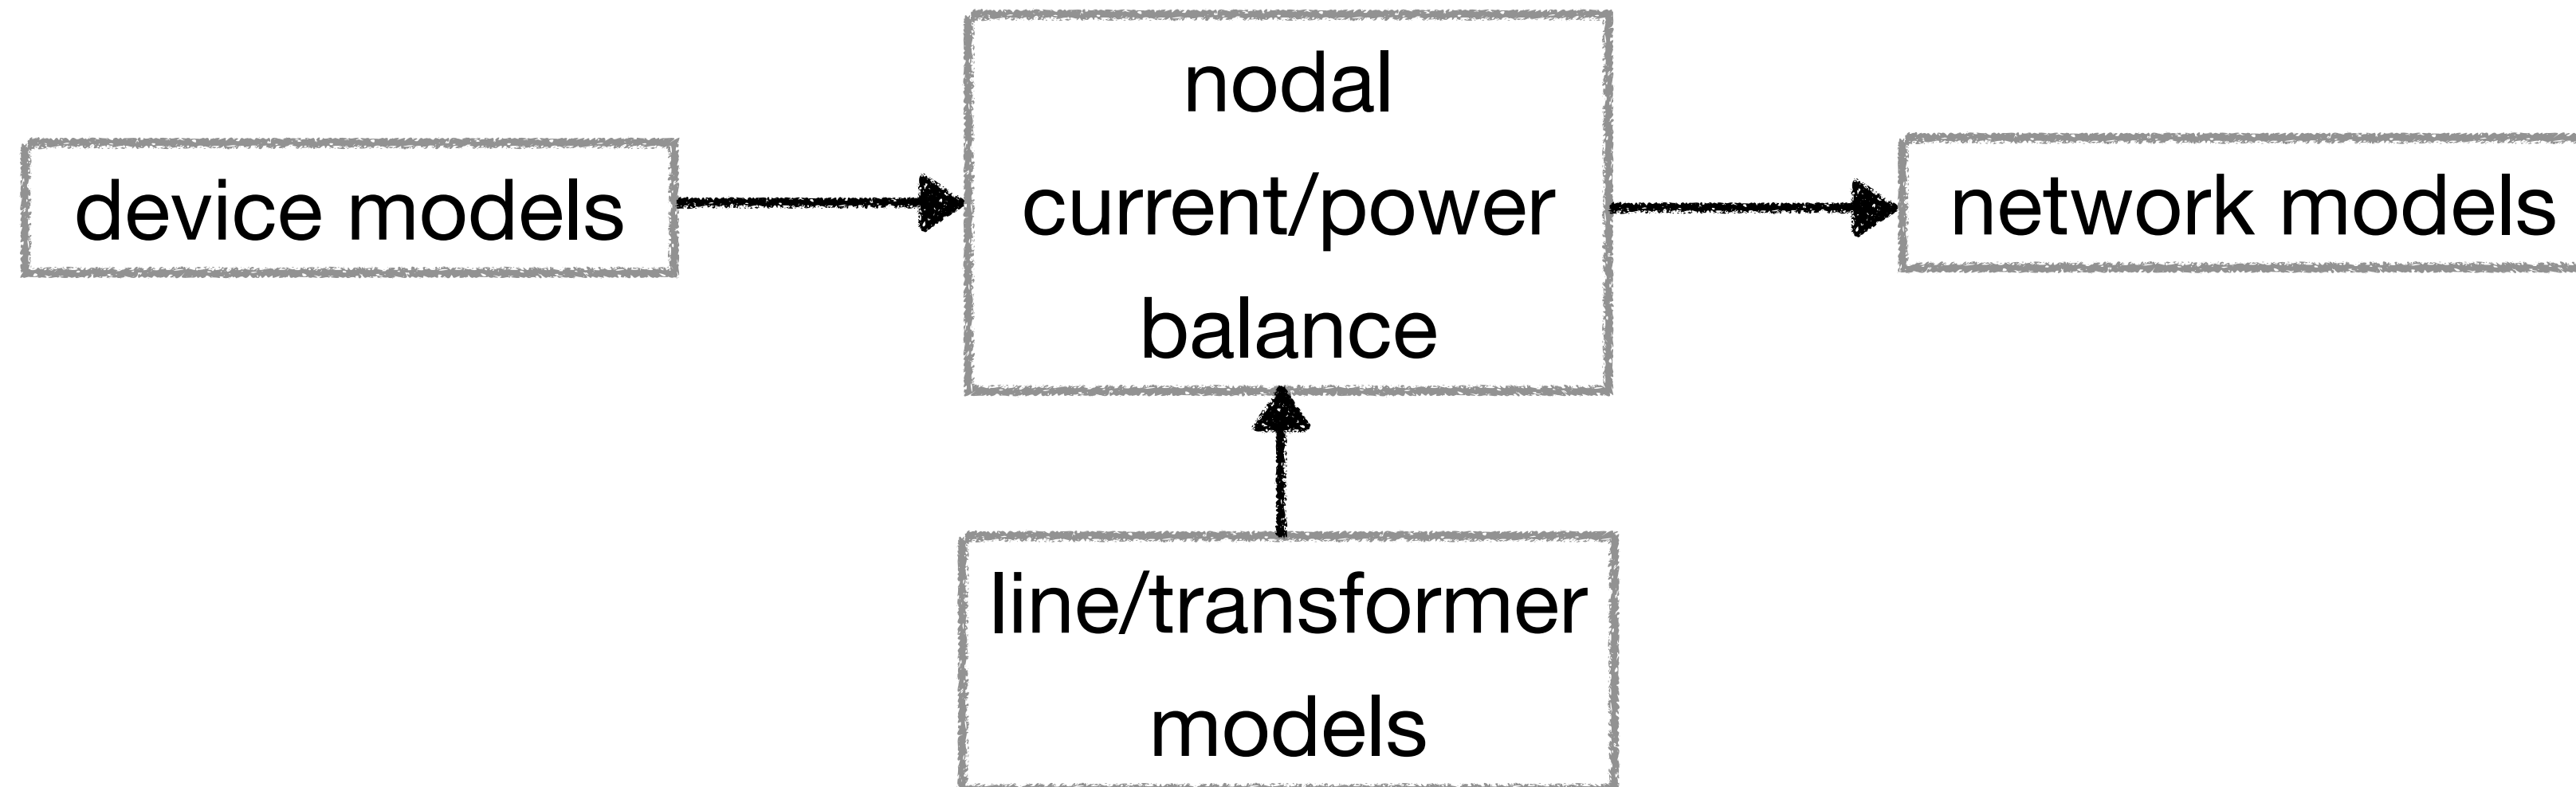 device models
nodal
current/power
balance
network models
line/transformer
models